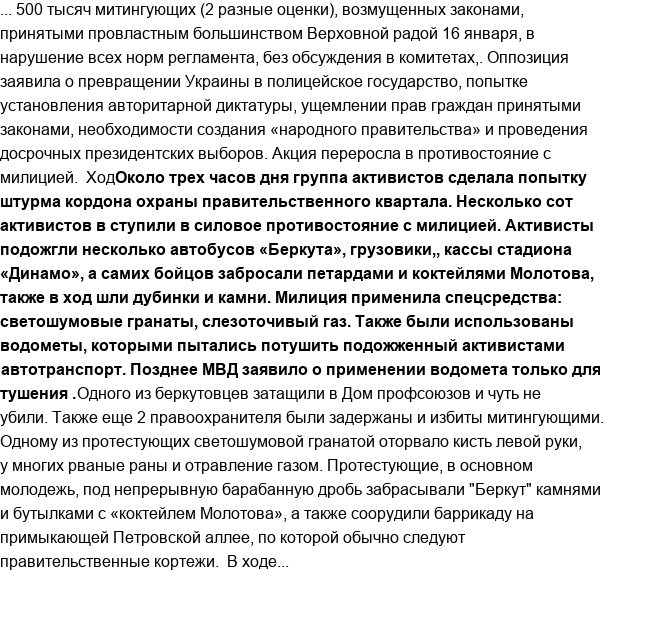 ... 500 тысяч митингующих (2 разные оценки), возмущенных законами,
принятыми провластным большинством Верховной радой 16 января, в
нарушение всех норм регламента, без обсуждения в комитетах,. Оппозиция
заявила о превращении Украины в полицейское государство, попытке
установления авторитарной диктатуры, ущемлении прав граждан принятыми
законами, необходимости создания «народного правительства» и проведения
досрочных президентских выборов. Акция переросла в противостояние с
милицией.  ХодОколо трех часов дня группа активистов сделала попытку
штурма кордона охраны правительственного квартала. Несколько сот
активистов в ступили в силовое противостояние с милицией. Активисты
подожгли несколько автобусов «Беркута», грузовики,, кассы стадиона
«Динамо», а самих бойцов забросали петардами и коктейлями Молотова,
также в ход шли дубинки и камни. Милиция применила спецсредства:
светошумовые гранаты, слезоточивый газ. Также были использованы
водометы, которыми пытались потушить подожженный активистами
автотранспорт. Позднее МВД заявило о применении водомета только для
тушения .Одного из беркутовцев затащили в Дом профсоюзов и чуть не
убили. Также еще 2 правоохранителя были задержаны и избиты митингующими.
Одному из протестующих светошумовой гранатой оторвало кисть левой руки,
у многих рваные раны и отравление газом. Протестующие, в основном
молодежь, под непрерывную барабанную дробь забрасывали "Беркут" камнями
и бутылками с «коктейлем Молотова», а также соорудили баррикаду на
примыкающей Петровской аллее, по которой обычно следуют
правительственные кортежи.  В ходе...